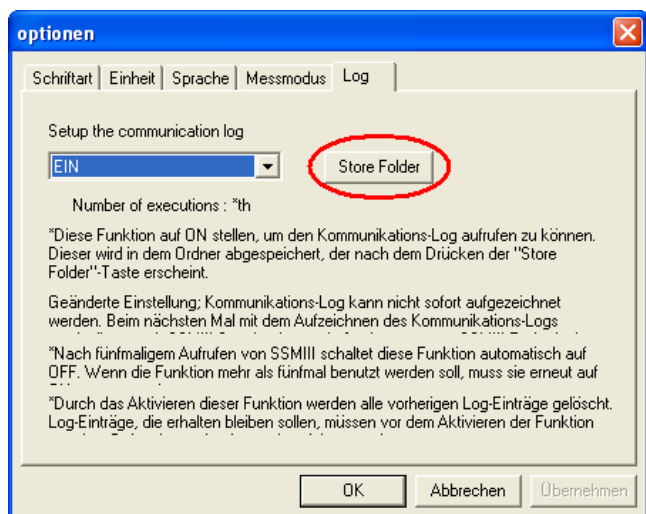 optionen
Schriftart Einheit Sprache Messmodus Log
Setup the communication log
EIN Store Folder
Number of executions : *th
*Diese Funktion auf ON stellen, um den Kommunikations-Log aufrufen zu können.
Dieser wird in dem Ordner abgespeichert, der nach dem Drücken der "Store
Folder"-Taste erscheint.
Geänderte Einstellung; Kommunikations-Log kann nicht sofort aufgezeichnet
werden. Beim nächsten Mal mit dem Aufzeichnen des Kommunikations-Logs
*Nach fünfmaligem Aufrufen von SSMIII schaltet diese Funktion automatisch auf
OFF. Wenn die Funktion mehr als fünfmal benutzt werden soll, muss sie erneut auf
*Durch das Aktivieren dieser Funktion werden alle vorherigen Log-Einträge gelöscht.
Log-Einträge, die erhalten bleiben sollen, müssen vor dem Aktivieren der Funktion
OK Abbrechen Übernehmen